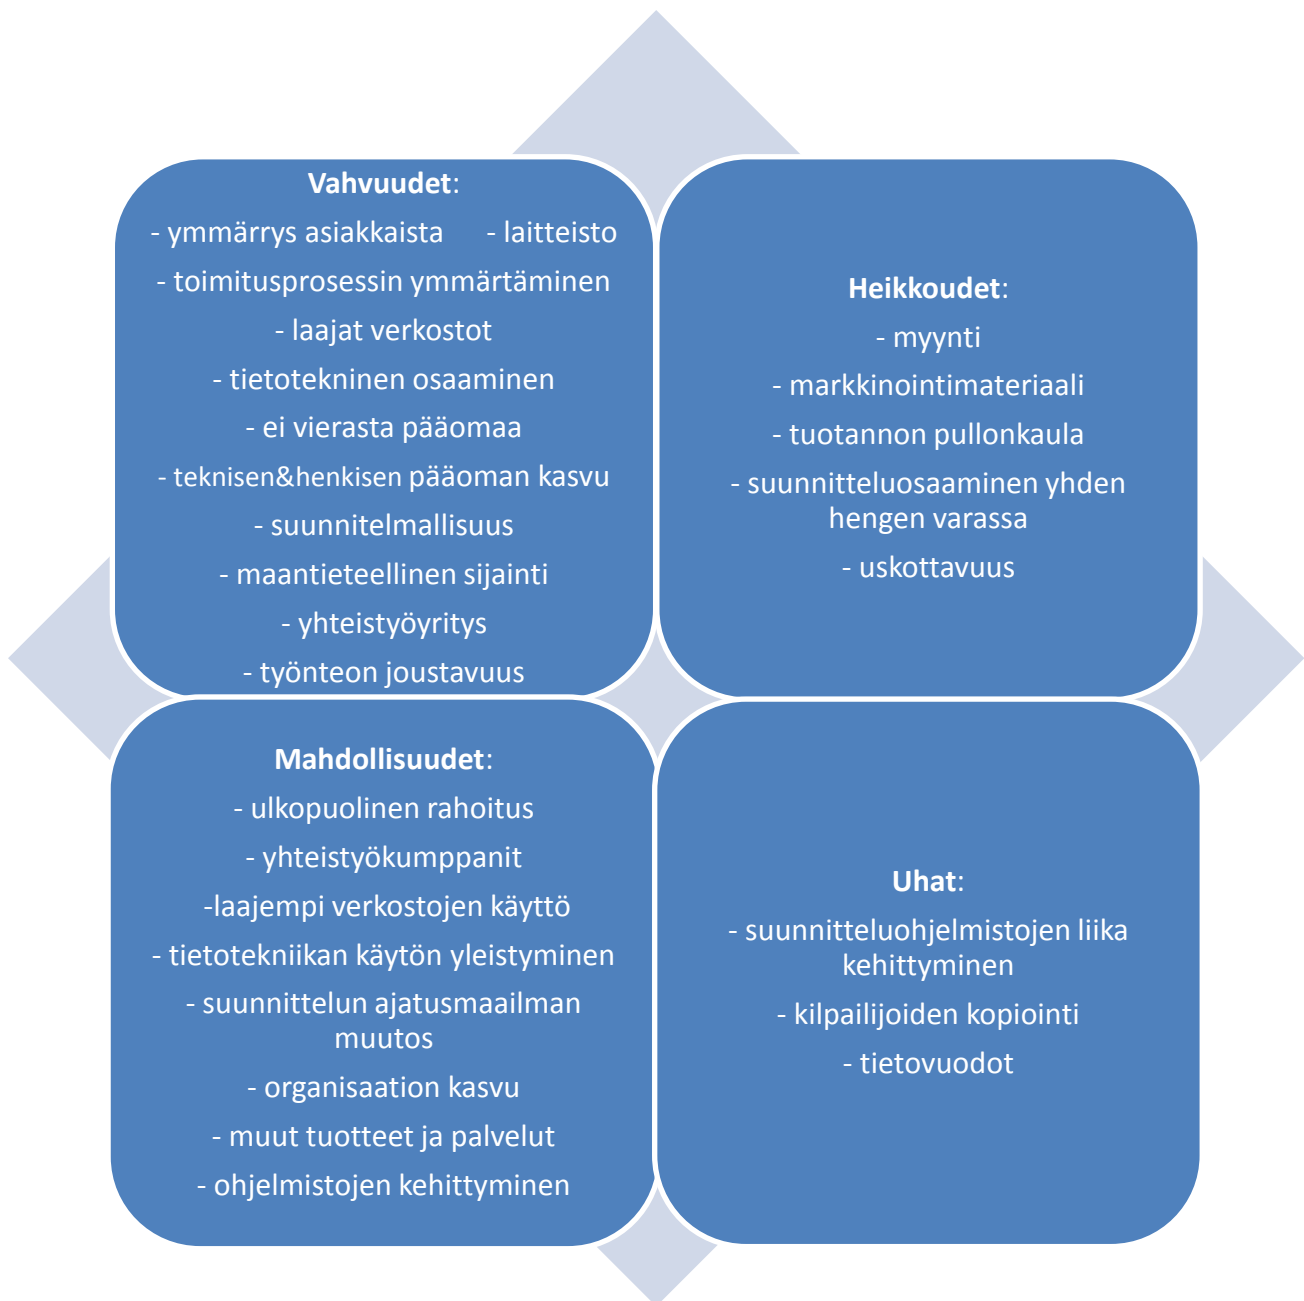 Vahvuudet:
- ymmärrys asiakkaista - laitteisto
- toimitusprosessin ymmärtäminen
- laajat verkostot
- tietotekninen osaaminen
- ei vierasta pääomaa
- teknisen&henkisen pääoman kasvu
- suunnitelmallisuus
- maantieteellinen sijainti
- yhteistyöyritys
- työnteon joustavuus
Heikkoudet:
- myynti
- markkinointimateriaali
- tuotannon pullonkaula
- suunnitteluosaaminen yhden
hengen varassa
- uskottavuus
Mahdollisuudet:
- ulkopuolinen rahoitus
- yhteistyökumppanit
-laajempi verkostojen käyttö
- tietotekniikan käytön yleistyminen
- suunnittelun ajatusmaailman
muutos
- organisaation kasvu
- muut tuotteet ja palvelut
- ohjelmistojen kehittyminen
Uhat:
- suunnitteluohjelmistojen liika
kehittyminen
- kilpailijoiden kopiointi
- tietovuodot